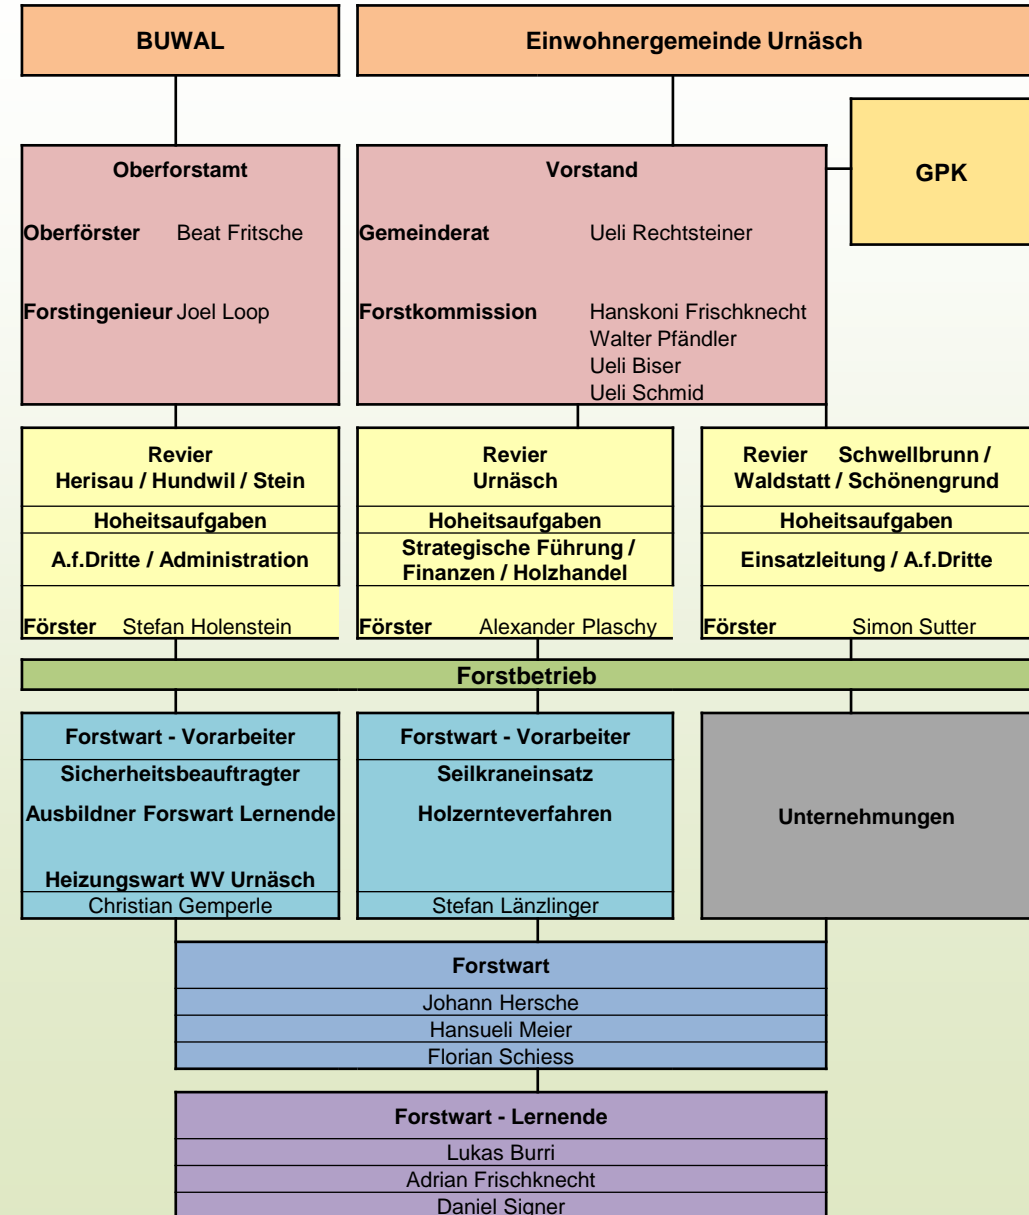 BUWAL
Einwohnergemeinde Urnäsch
GPK
Oberforstamt
Oberförster Beat Fritsche
Forstingenieur Joel Loop
Vorstand
Gemeinderat Ueli Rechtsteiner
Forstkommission Hanskoni Frischknecht
Walter Pfändler
Ueli Biser
Ueli Schmid
Revier
Herisau / Hundwil / Stein
Hoheitsaufgaben
A.f.Dritte / Administration
Förster Stefan Holenstein
Revier
Urnäsch
Hoheitsaufgaben
Strategische Führung /
Finanzen / Holzhandel
Förster Alexander Plaschy
Revier Schwellbrunn /
Waldstatt / Schönengrund
Hoheitsaufgaben
Einsatzleitung / A.f.Dritte
Förster Simon Sutter
Forstbetrieb
Forstwart - Vorarbeiter
Sicherheitsbeauftragter
Ausbildner Forswart Lernende
Heizungswart WV Urnäsch
Christian Gemperle
Forstwart - Vorarbeiter
Seilkraneinsatz
Holzernteverfahren
Stefan Länzlinger
Unternehmungen
Forstwart
Johann Hersche
Hansueli Meier
Florian Schiess
Forstwart - Lernende
Lukas Burri
Adrian Frischknecht
Daniel Signer